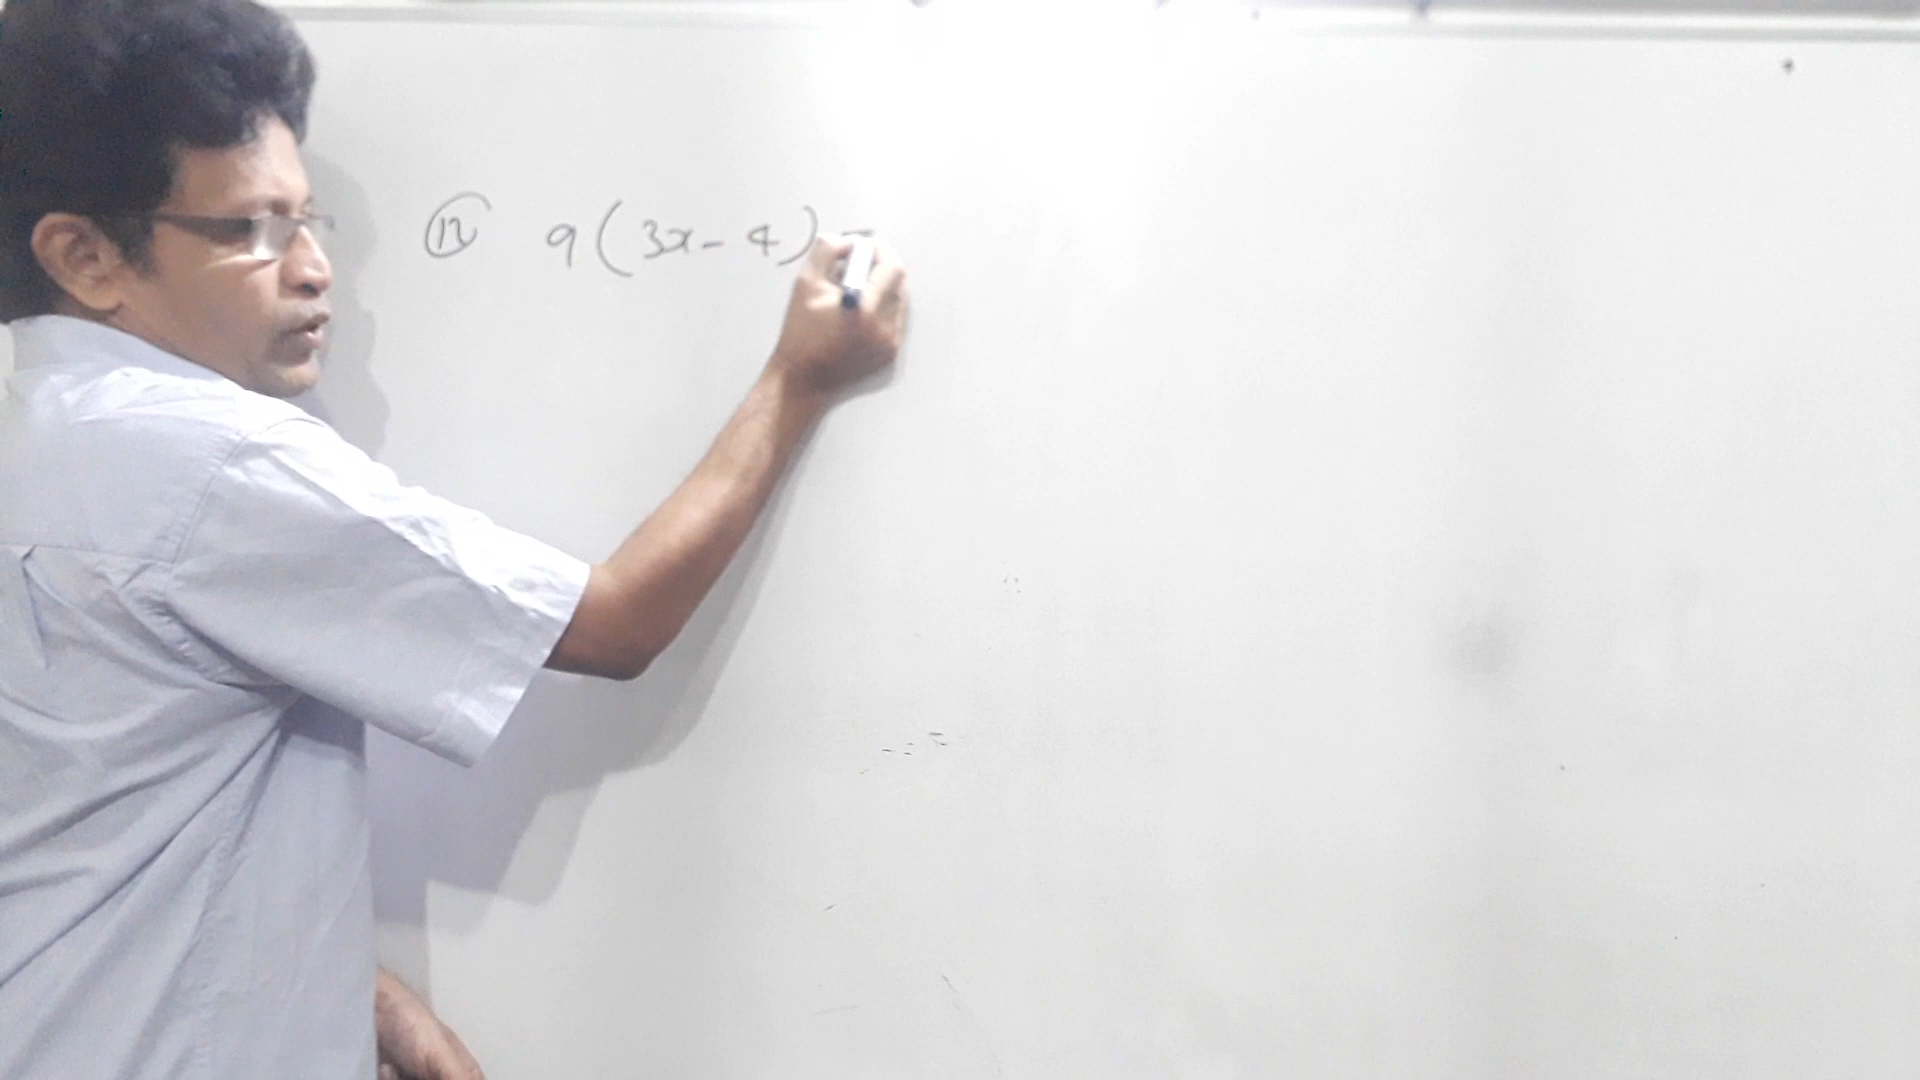 ⑫ 9(3x-4) =